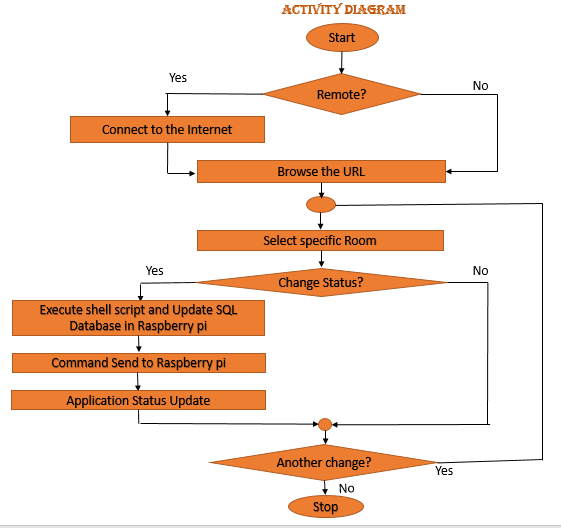 ACTIVITY DIAGRAM
Start
Yes
Remote?
No
Connect to the Internet
Browse the URL
Select specific Room
Yes
Change Status?
No
Execute shell script and Update SQL
Database in Raspberry pi
Command Send to Raspberry pi
Application Status Update
Another change?
Yes
No
Stop